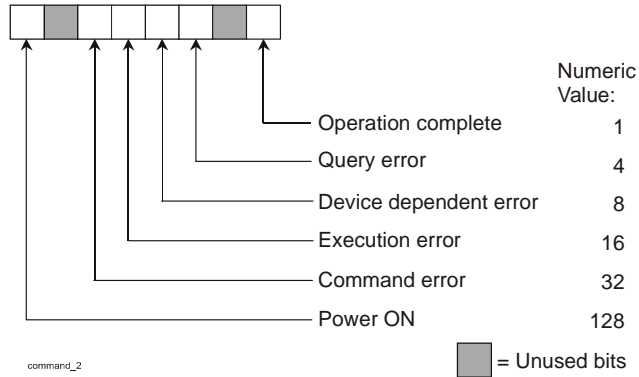 Numeric
Value:
Operation complete 1
Query error 4
Device dependent error 8
Execution error 16
Command error 32
Power ON 128
command_2
= Unused bits